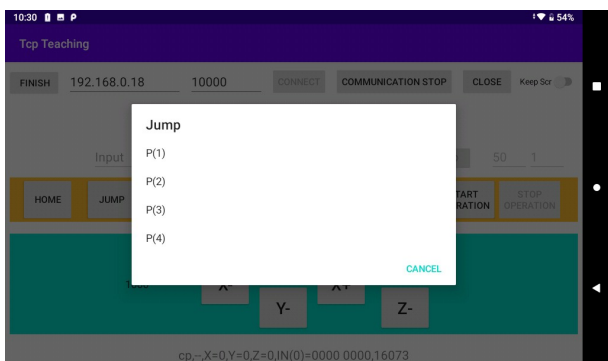 10:30 54%
Tcp Teaching
FINISH 192.168.0.18 10000 CONNECT COMMUNICATION STOP CLOSE Keep Scr
Jump
Input 50 1
P(1)
P(2)
HOME JUMP
P(3)
P(4)
STOP OPERATION
CANCEL
X- X+
Y- Z-
cp,--,X=0,Y=0,Z=0,IN(0)=0000 0000,16073